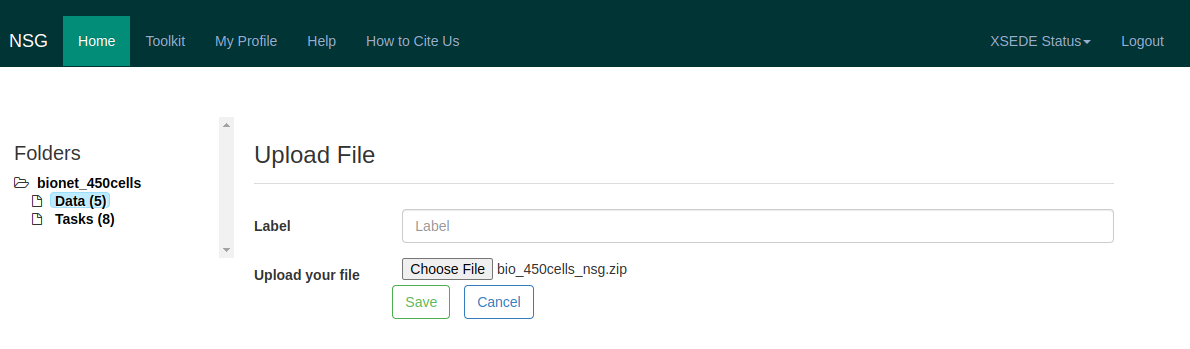 NSG Home Toolkit My Profile Help How to Cite Us XSEDE Status Logout
Folders
bionet_450cells
Data (5)
Tasks (8)
Upload File
Label Label
Upload your file Choose File bio_450cells_nsg.zip
Save Cancel